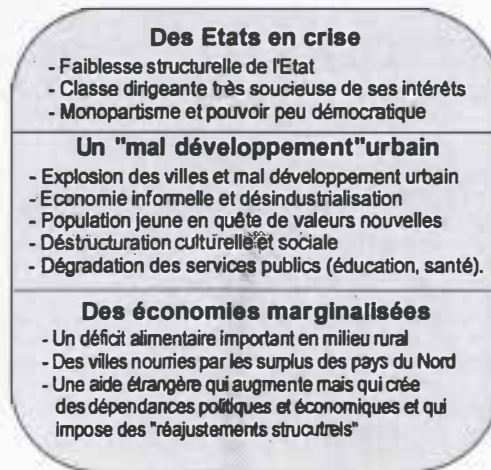 Des Etats en crise
- Faiblesse structurelle de l'Etat
- Classe dirigeante très soucieuse de ses intérêts
- Monopartisme et pouvoir peu démocratique
Un "mal développement"urbain
- Explosion des villes et mal développement urbain
- Economie informelle et désindustrialisation
- Population jeune en quête de valeurs nouvelles
- Déstructuration culturelle et sociale
- Dégradation des services publics (éducation, santé).
Des économies marginalisées
- Un déficit alimentaire important en milieu rural
- Des villes nourries par les surplus des pays du Nord
- Une aide étrangère qui augmente mais qui crée
des dépendances politiques et économiques et qui
impose des "réajustements strucutrels"